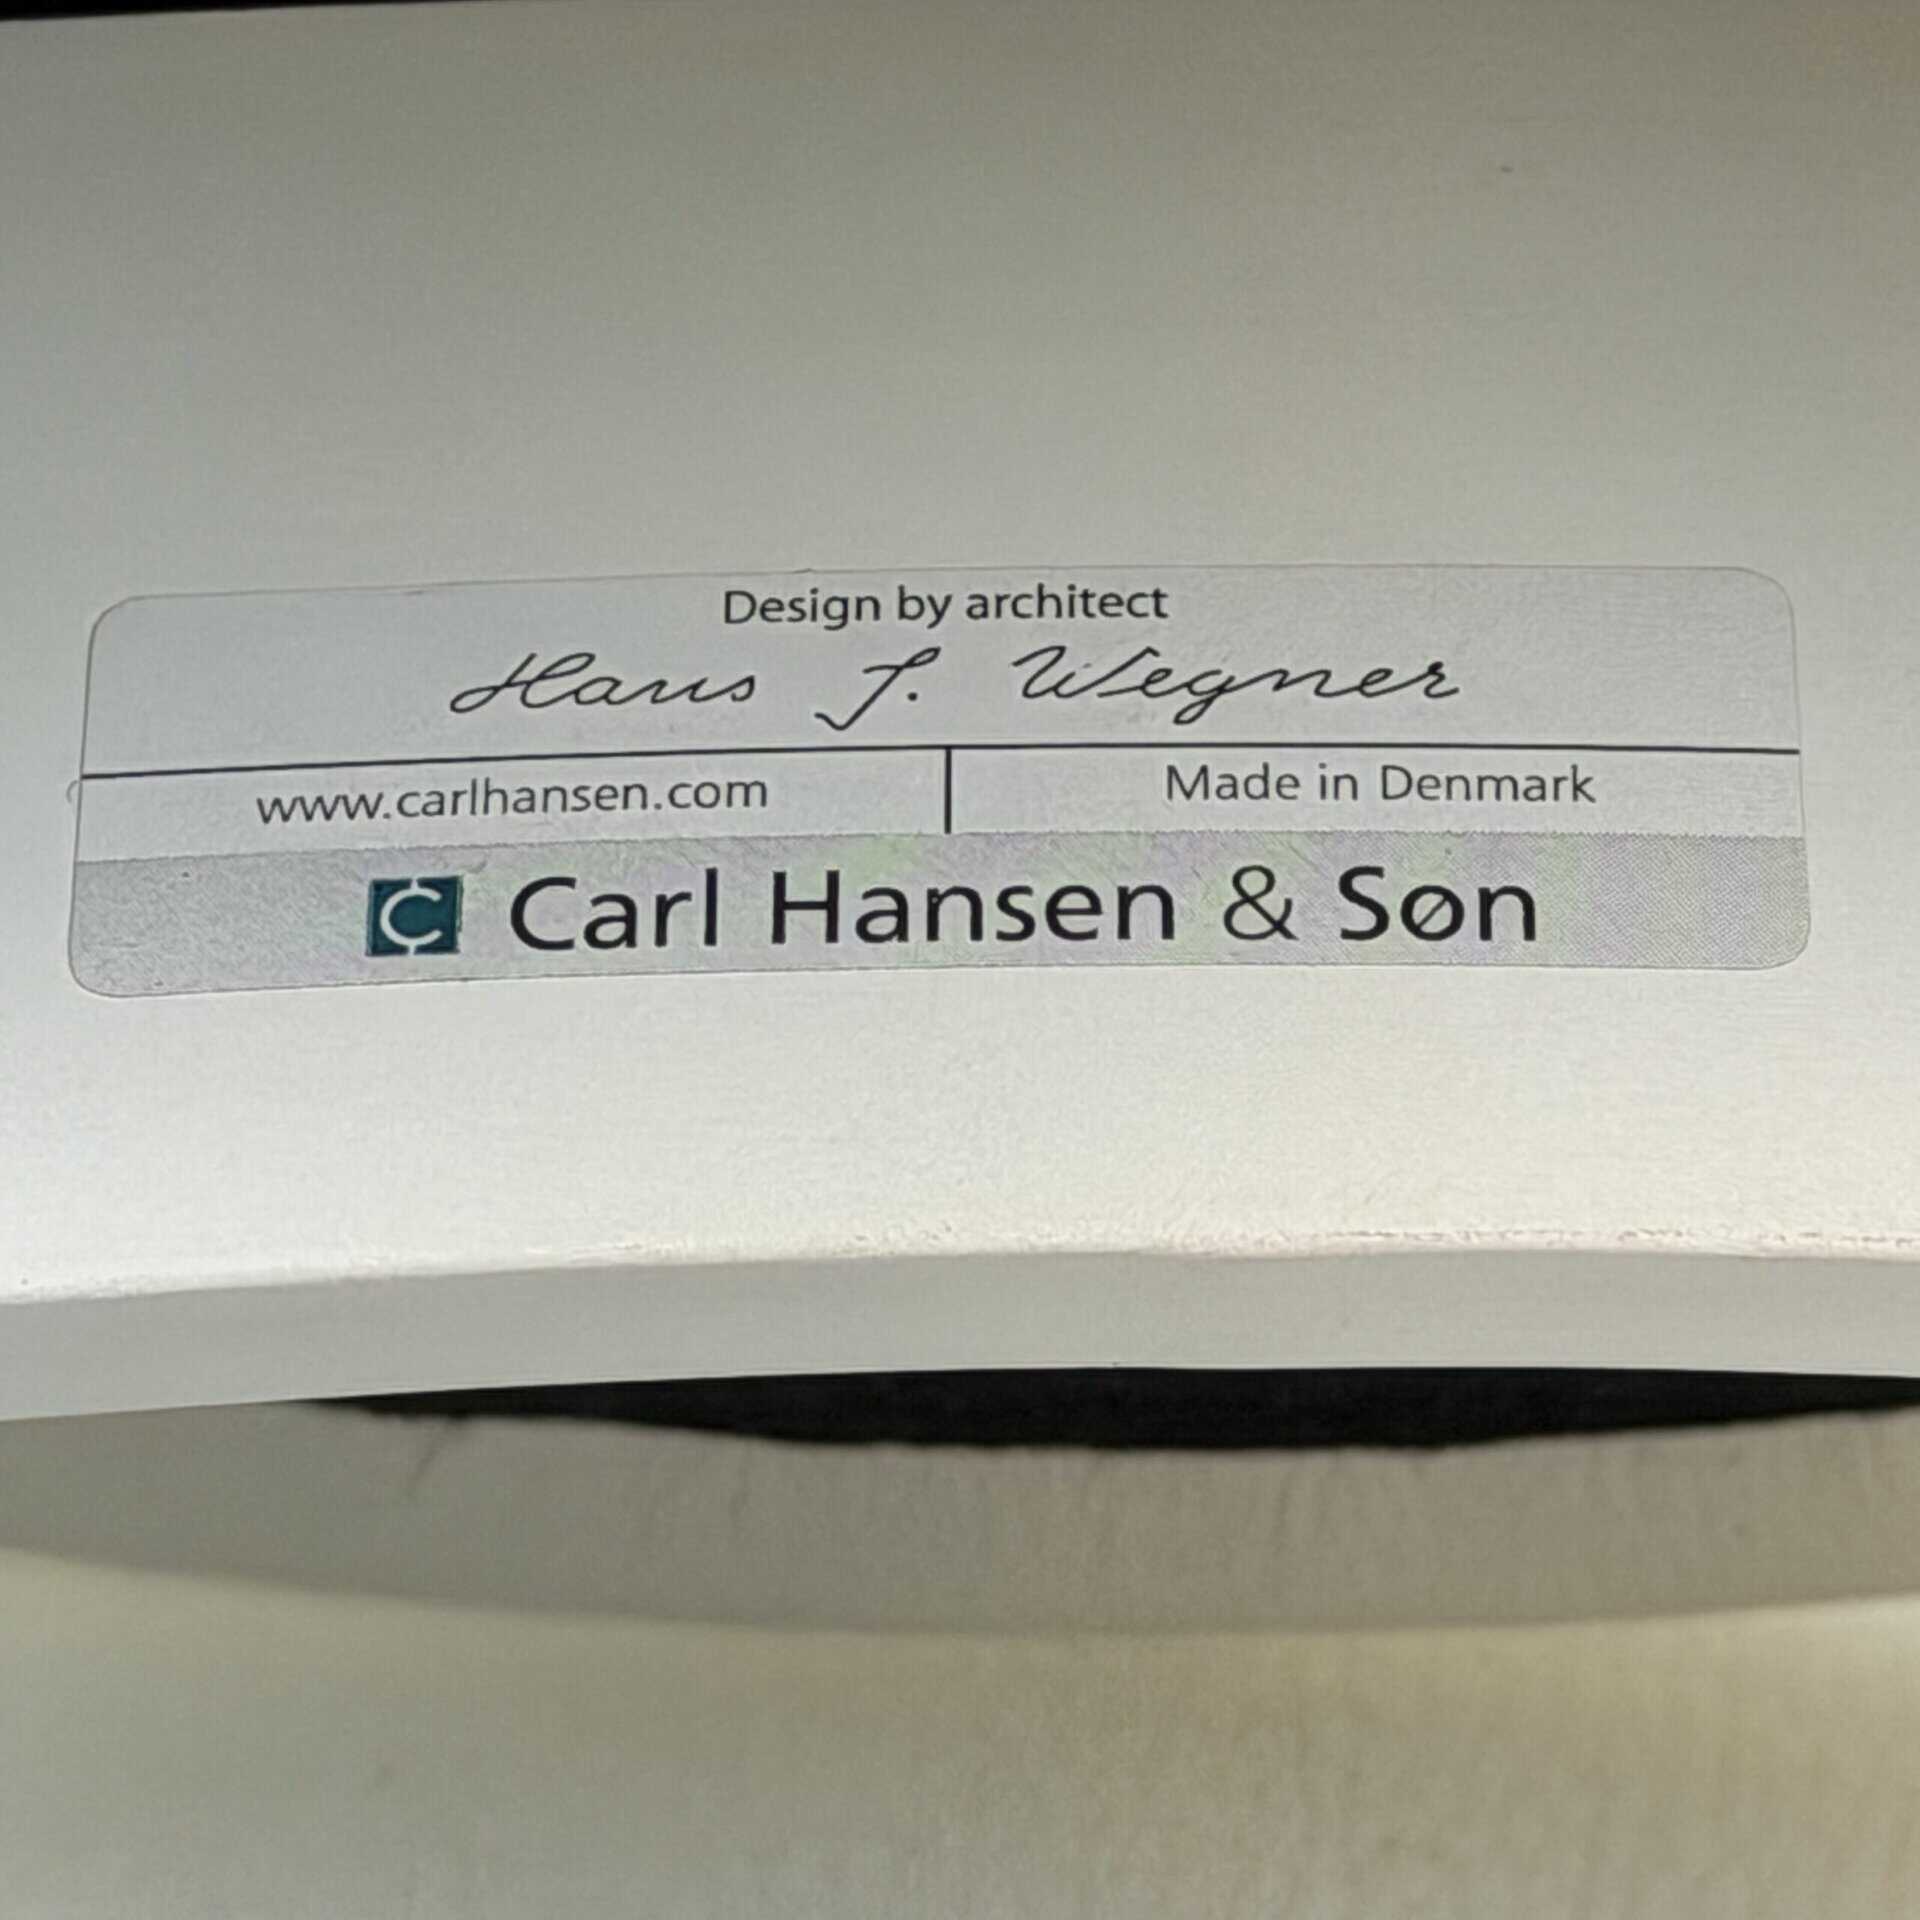 Design by architect
Hans J. Wegner
www.carlhansen.com
Made in Denmark
C Carl Hansen & Søn